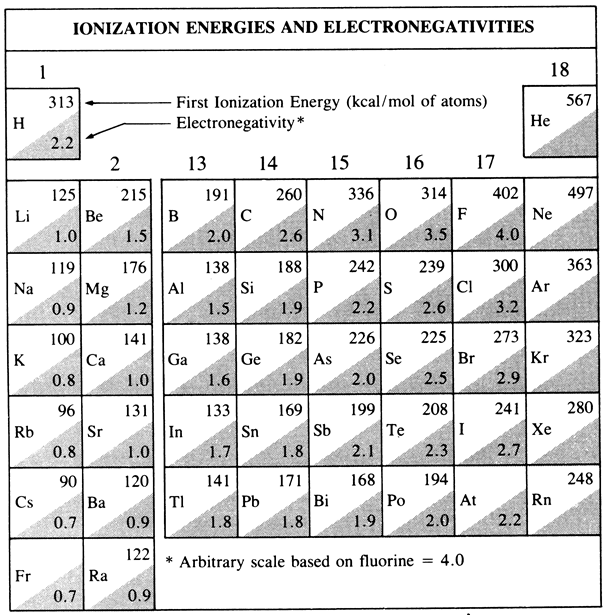 IONIZATION ENERGIES AND ELECTRONEGATIVITIES
1 18
313 First Ionization Energy (kcal/mol of atoms) 567
H Electronegativity* He
2.2
2 13 14 15 16 17
125 215 191 260 336 314 402 497
Li Be B C N O F Ne
1.0 1.5 2.0 2.6 3.1 3.5 4.0
119 176 138 188 242 239 300 363
Na Mg Al Si P S Cl Ar
0.9 1.2 1.5 1.9 2.2 2.6 3.2
100 141 138 182 226 225 273 323
K Ca Ga Ge As Se Br Kr
0.8 1.0 1.6 1.9 2.0 2.5 2.9
96 131 133 169 199 208 241 280
Rb Sr In Sn Sb Te I Xe
0.8 1.0 1.7 1.8 2.1 2.3 2.7
90 120 141 171 168 194 248
Cs Ba Tl Pb Bi Po At Rn
0.7 0.9 1.8 1.8 1.9 2.0 2.2
122
Fr Ra * Arbitrary scale based on fluorine = 4.0
0.7 0.9